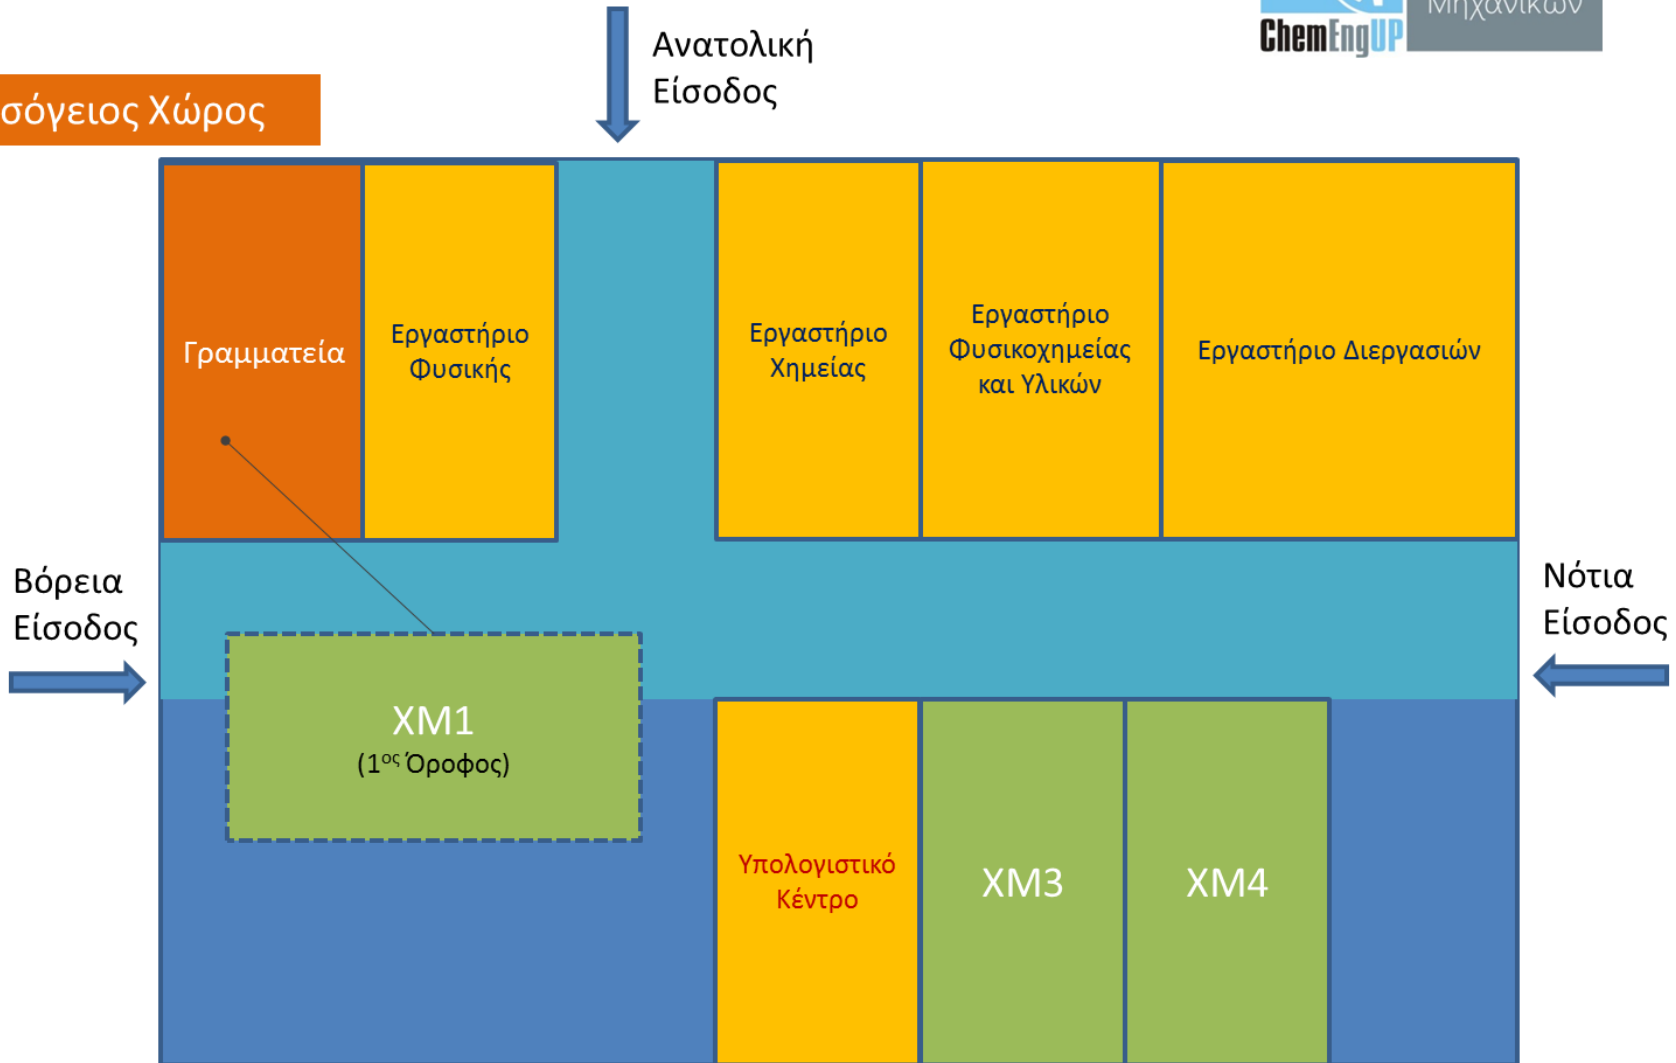 Μηχανικών
ChemEngUP
Ανατολική
Είσοδος
σόγειος Χώρος
Γραμματεία
Εργαστήριο
Φυσικής
Εργαστήριο
Χημείας
Εργαστήριο
Φυσικοχημείας
και Υλικών
Εργαστήριο Διεργασιών
Βόρεια
Είσοδος
Νότια
Είσοδος
ΧΜ1
(1ος Όροφος)
Υπολογιστικό
Κέντρο
ΧΜ3
ΧΜ4